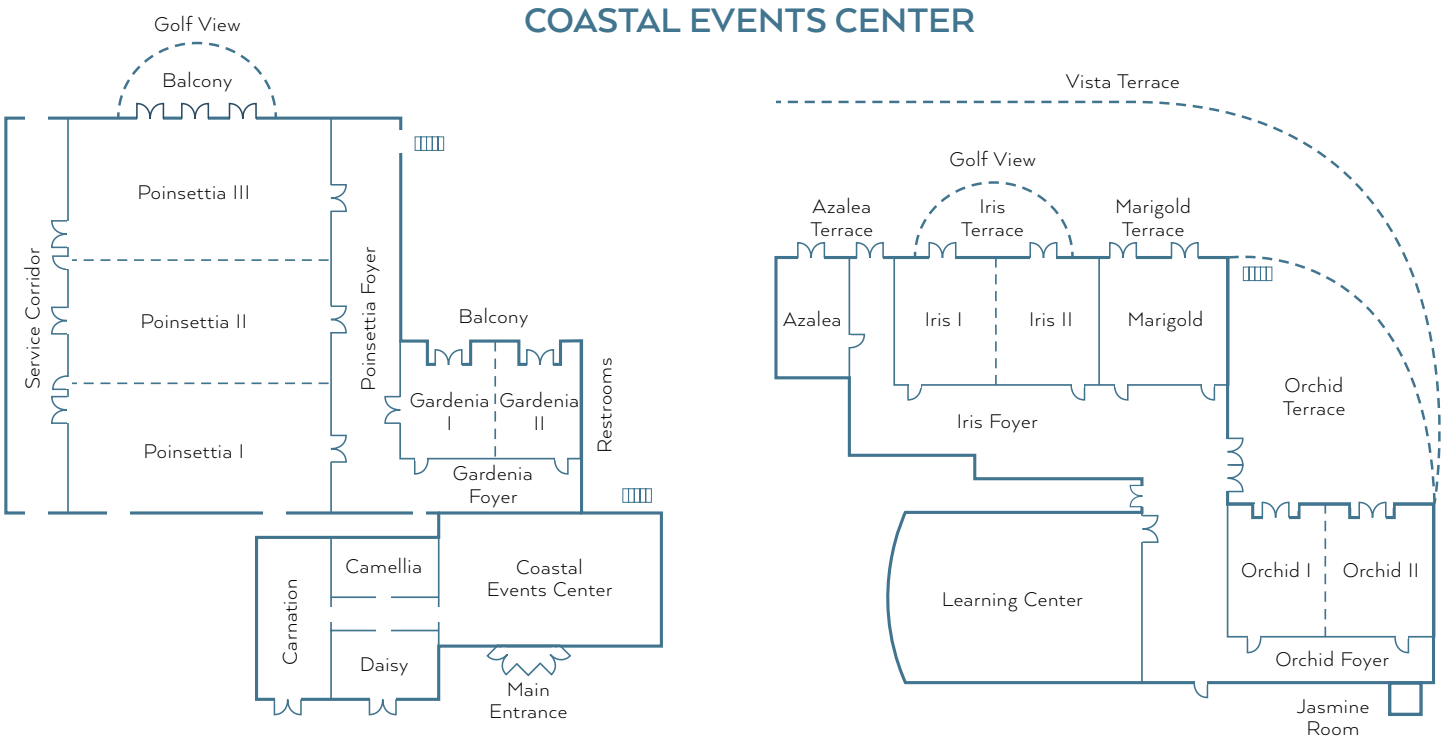 COASTAL EVENTS CENTER
Golf View
Balcony
Poinsettia III
Service Corridor
Poinsettia II
Poinsettia Foyer
Poinsettia I
Balcony
Gardenia
I
Gardenia
II
Restrooms
Gardenia
Foyer
Camellia
Carnation
Daisy
Coastal
Events Center
Main
Entrance
Vista Terrace
Golf View
Azalea
Terrace
Iris
Terrace
Marigold
Terrace
Azalea
Iris I
Iris II
Marigold
Orchid
Terrace
Iris Foyer
Learning Center
Orchid I
Orchid II
Orchid Foyer
Jasmine
Room